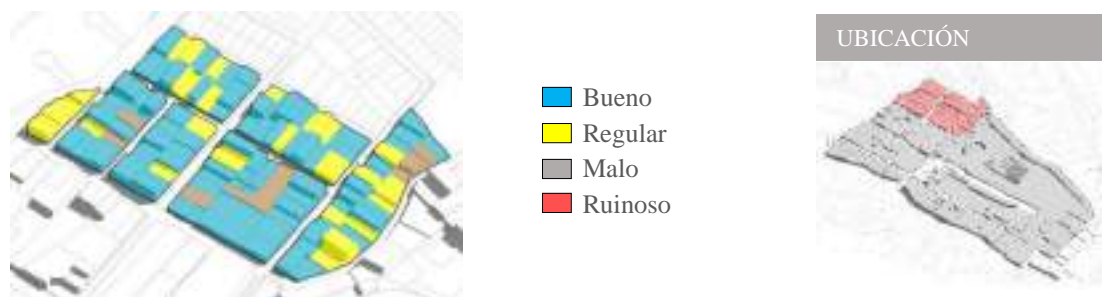 UBICACIÓN
Bueno
Regular
Malo
Ruinoso